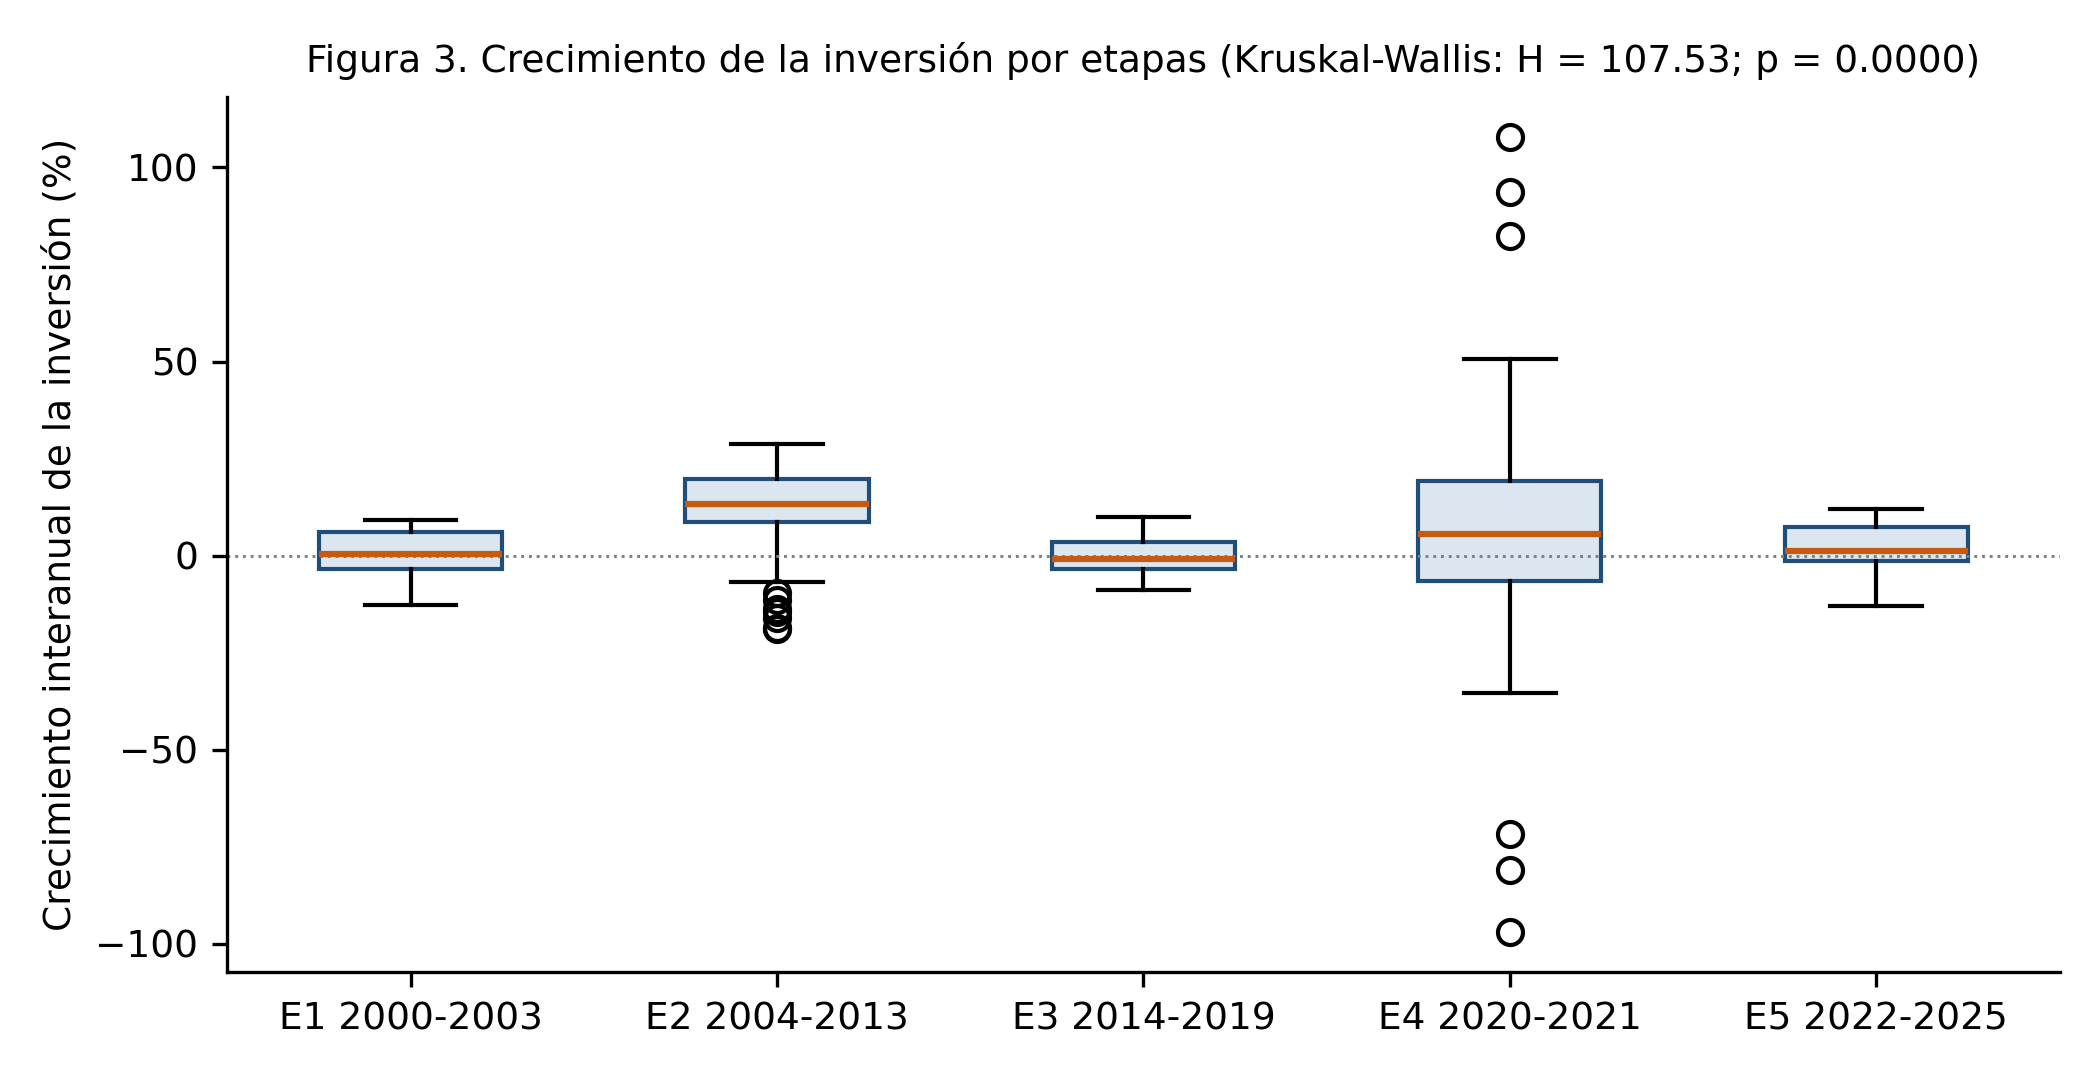 Figura 3. Crecimiento de la inversión por etapas (Kruskal-Wallis: H = 107.53; p = 0.0000)
Crecimiento interanual de la inversión (%)
100
50
0
−50
−100
E1 2000-2003
E2 2004-2013
E3 2014-2019
E4 2020-2021
E5 2022-2025